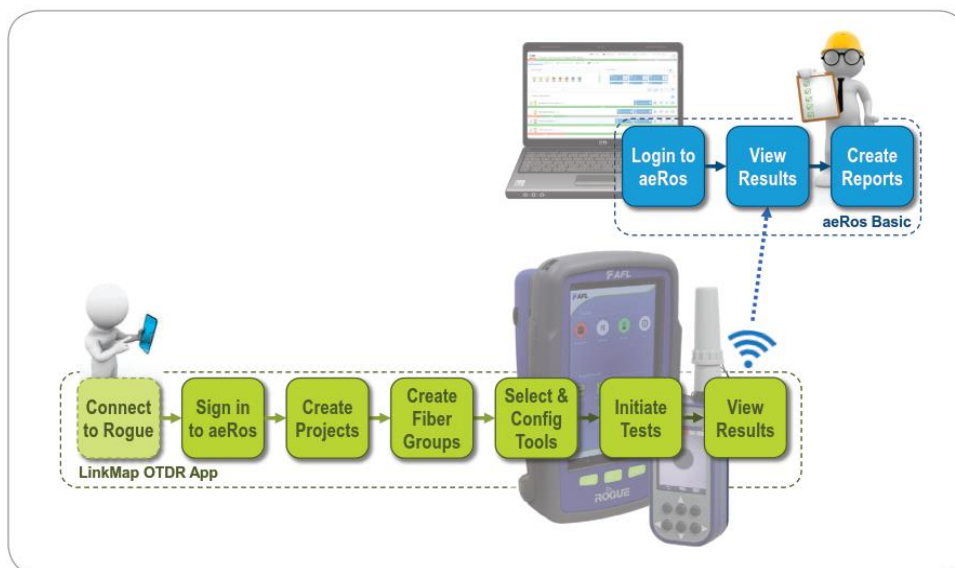 Login to
aeRos
View
Results
Create
Reports
aeRos Basic
AFL
AFL
Connect
to Rogue
Sign in
to aeRos
Create
Projects
Create
Fiber
Groups
Select &
Config
Tools
Initiate
Tests
View
Results
LinkMap OTDR App
ROGUE